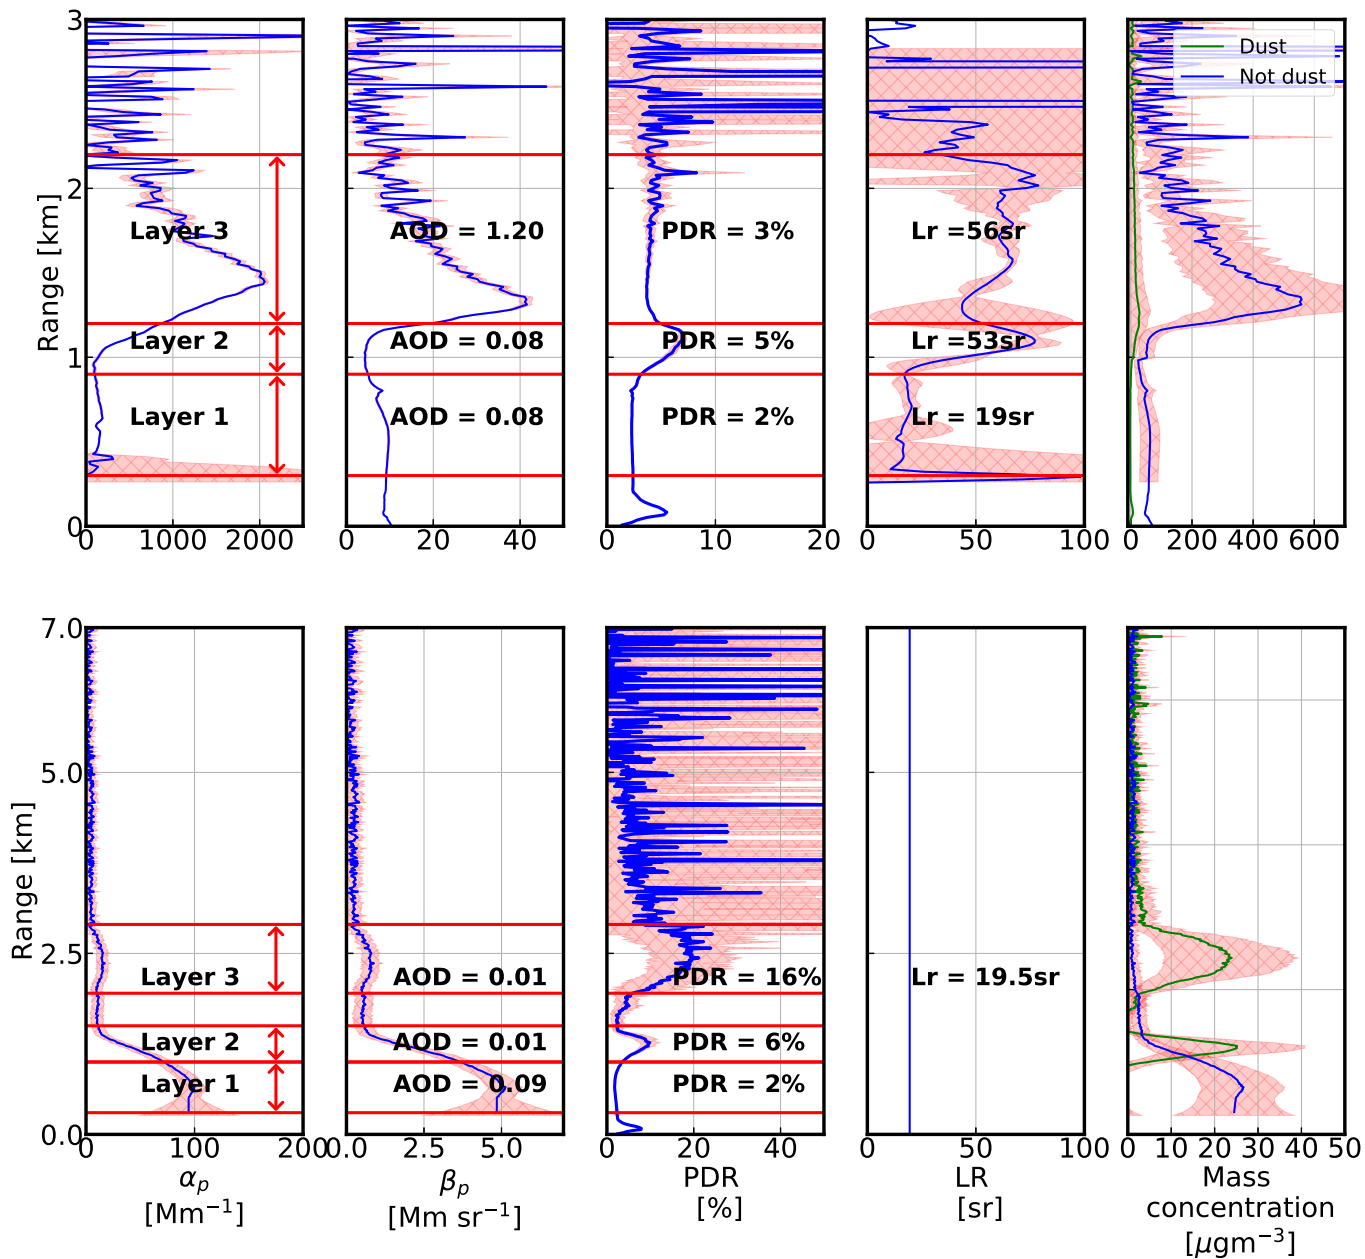 3
2
1
0
Range [km]
Layer 3
Layer 2
Layer 1
0 1000 2000
AOD = 1.20
AOD = 0.08
AOD = 0.08
0 20 40
PDR = 3%
PDR = 5%
PDR = 2%
0 10 20
Lr =56sr
Lr =53sr
Lr = 19sr
0 50 100
Dust
Not dust
0 200 400 600
7.0
5.0
2.5
0.0
Range [km]
Layer 3
Layer 2
Layer 1
0 100 200
αp
[Mm−1]
AOD = 0.01
AOD = 0.01
AOD = 0.09
0.0 2.5 5.0
βp
[Mm sr−1]
PDR = 16%
PDR = 6%
PDR = 2%
0 20 40
PDR
[%]
Lr = 19.5sr
0 50 100
LR
[sr]
0 10 20 30 40 50
Mass
concentration
[μgm−3]